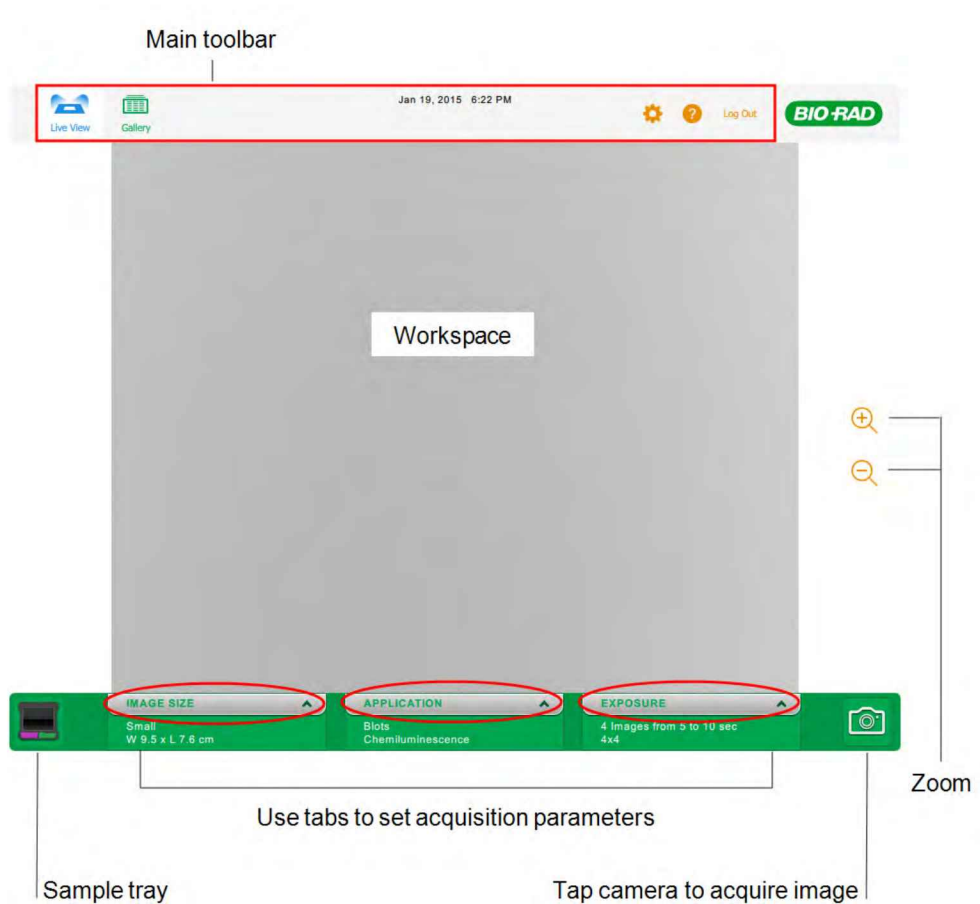 Main toolbar
Jan 19, 2015 6:22 PM
Live View
Gallery
?
Log Out
BIO-RAD
Workspace
IMAGE SIZE
Small
W 9.5 x L 7.6 cm
APPLICATION
Blots
Chemiluminescence
EXPOSURE
4 Images from 5 to 10 sec
4x4
Zoom
Use tabs to set acquisition parameters
Sample tray
Tap camera to acquire image